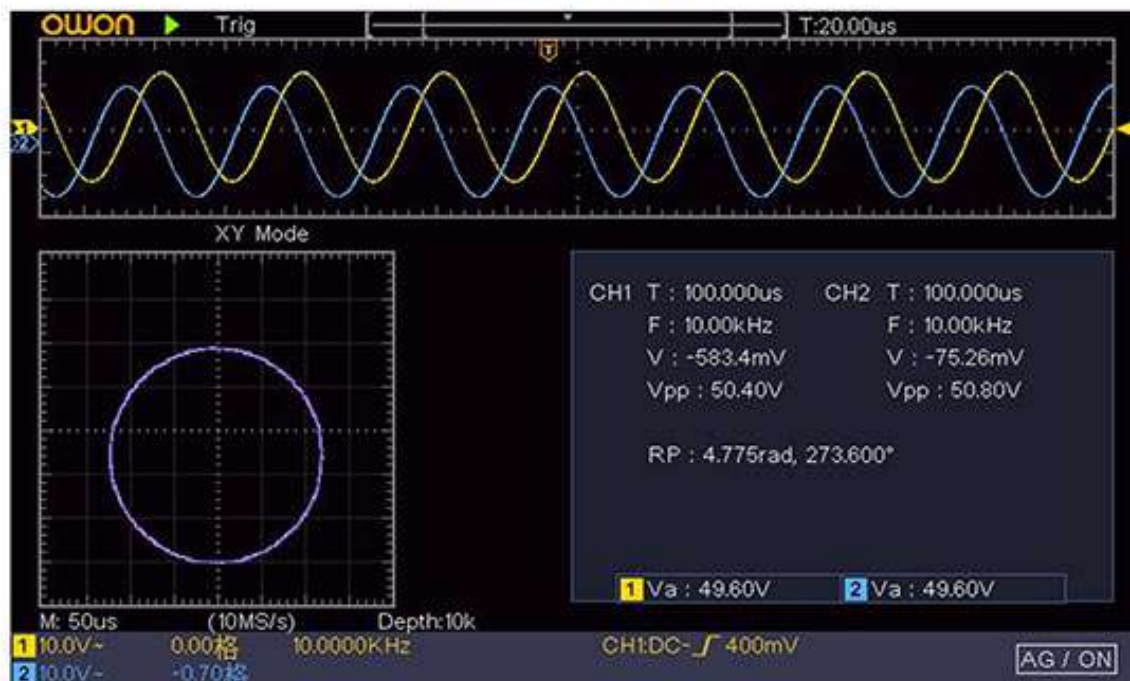 OWON Trig T:20.00us
T
1
2
XY Mode
CH1 T : 100.000us CH2 T : 100.000us
F : 10.00kHz F : 10.00kHz
V : -583.4mV V : -75.26mV
Vpp : 50.40V Vpp : 50.80V
RP : 4.775rad, 273.600°
1 Va : 49.60V 2 Va : 49.60V
M: 50us (10MS/s) Depth:10k
1 10.0V~ 0.00格 10.0000KHz CH1:DC- 400mV
2 10.0V~ -0.70格 AG / ON